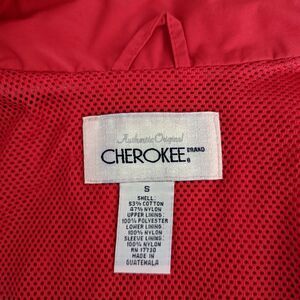 Authentic Original
CHEROKEE BRAND
®
S
SHELL:
53% COTTON
47% NYLON
UPPER LINING:
100% POLYESTER
LOWER LINING:
100% NYLON
SLEEVE LINING:
100% NYLON
RN 17730
MADE IN
GUATEMALA